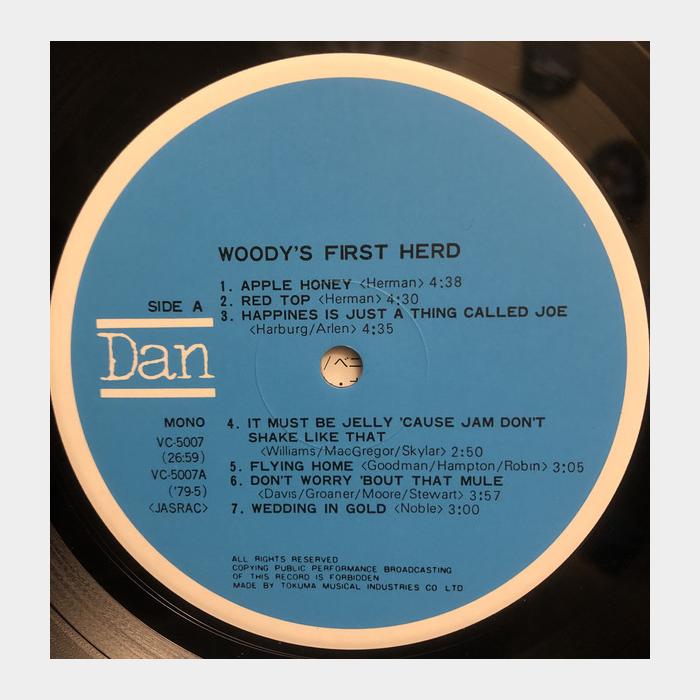 WOODY'S FIRST HERD
1. APPLE HONEY <Herman> 4:38
2. RED TOP <Herman> 4:30
3. HAPPINES IS JUST A THING CALLED JOE
<Harburg/Arlen> 4:35
SIDE A
Dan
MONO
VC-5007
(26:59)
VC-5007A
('79·5)
<JASRAC>
4. IT MUST BE JELLY 'CAUSE JAM DON'T
SHAKE LIKE THAT
<Williams/MacGregor/Skylar> 2:50
5. FLYING HOME <Goodman/Hampton/Robin> 3:05
6. DON'T WORRY 'BOUT THAT MULE
<Davis/Groaner/Moore/Stewart> 3:57
7. WEDDING IN GOLD <Noble> 3:00
ALL RIGHTS RESERVED
COPYING PUBLIC PERFORMANCE BROADCASTING
OF THIS RECORD IS FORBIDDEN
MADE BY TOKUMA MUSICAL INDUSTRIES CO LTD